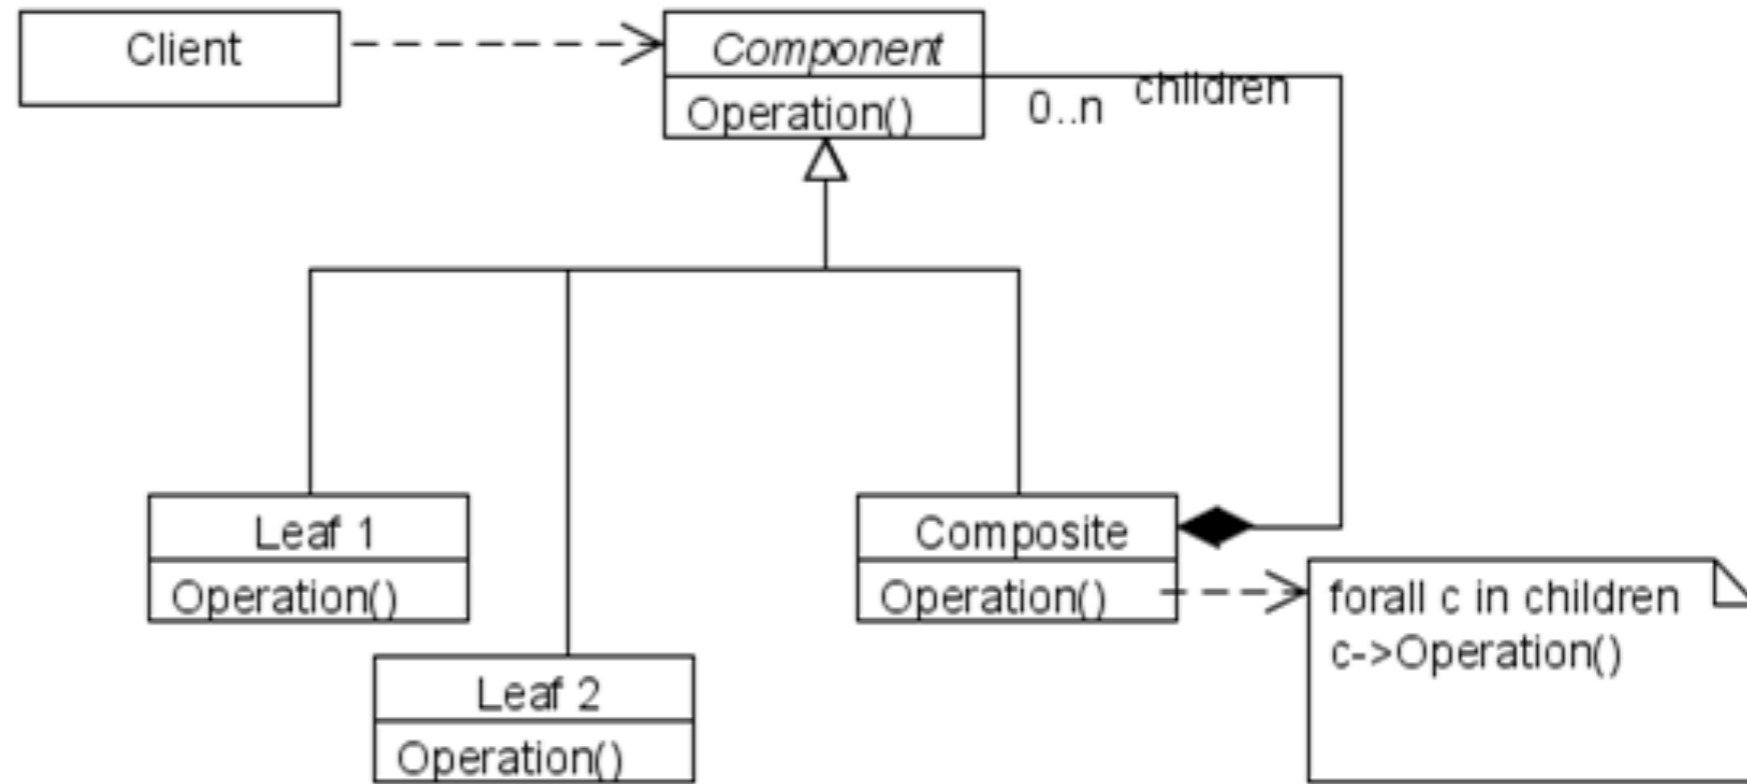 Client
Component
Operation()
0..n
children
Leaf 1
Operation()
Leaf 2
Operation()
Composite
Operation()
forall c in children
c->Operation()